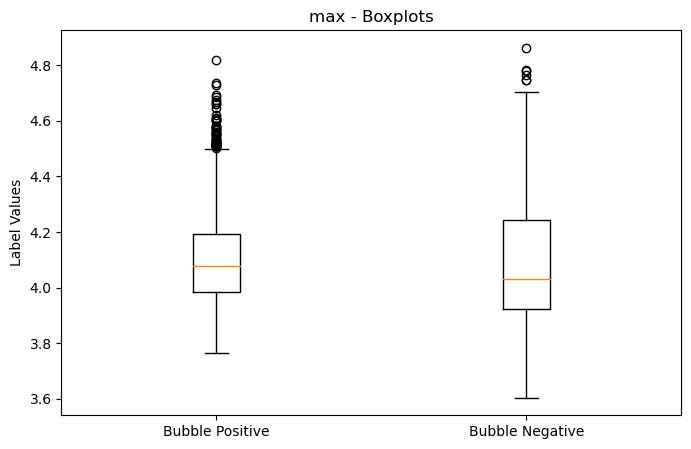 max - Boxplots
Label Values
4.8
4.6
4.4
4.2
4.0
3.8
3.6
Bubble Positive
Bubble Negative